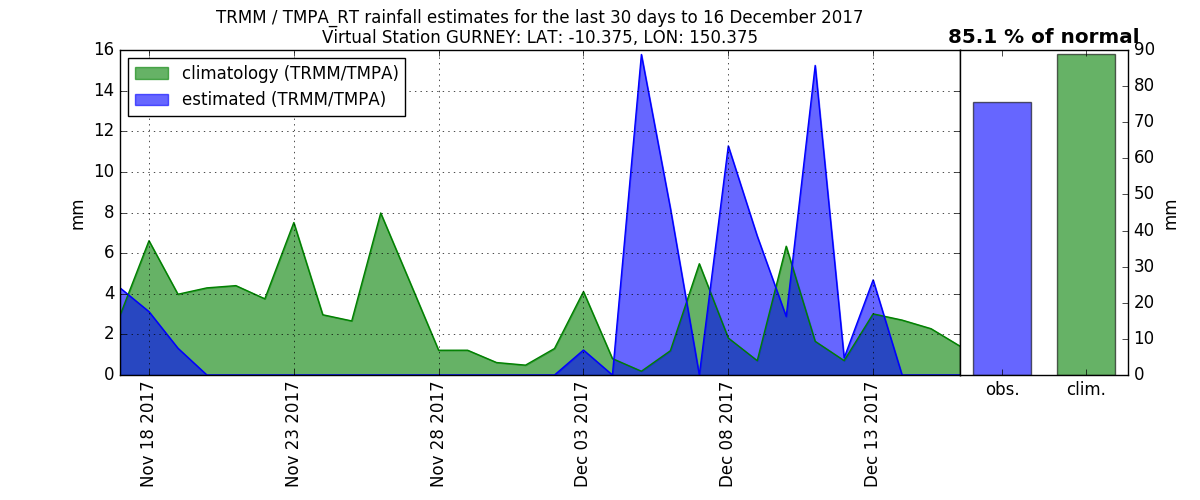 TRMM / TMPA_RT rainfall estimates for the last 30 days to 16 December 2017
Virtual Station GURNEY: LAT: -10.375, LON: 150.375
85.1 % of normal
climatology (TRMM/TMPA)
estimated (TRMM/TMPA)
16
14
12
10
8
6
4
2
0
mm
Nov 18 2017
Nov 23 2017
Nov 28 2017
Dec 03 2017
Dec 08 2017
Dec 13 2017
90
80
70
60
50
40
30
20
10
0
mm
obs.
clim.